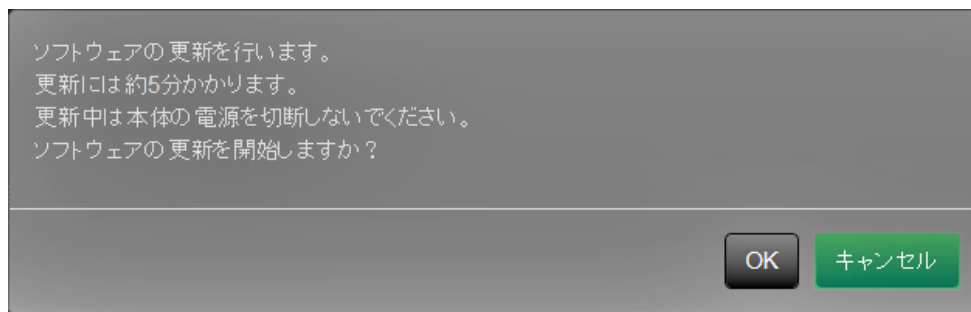 ソフトウェアの更新を行います。
更新には約5分かかります。
更新中は本体の電源を切断しないでください。
ソフトウェアの更新を開始しますか？
OK
キャンセル